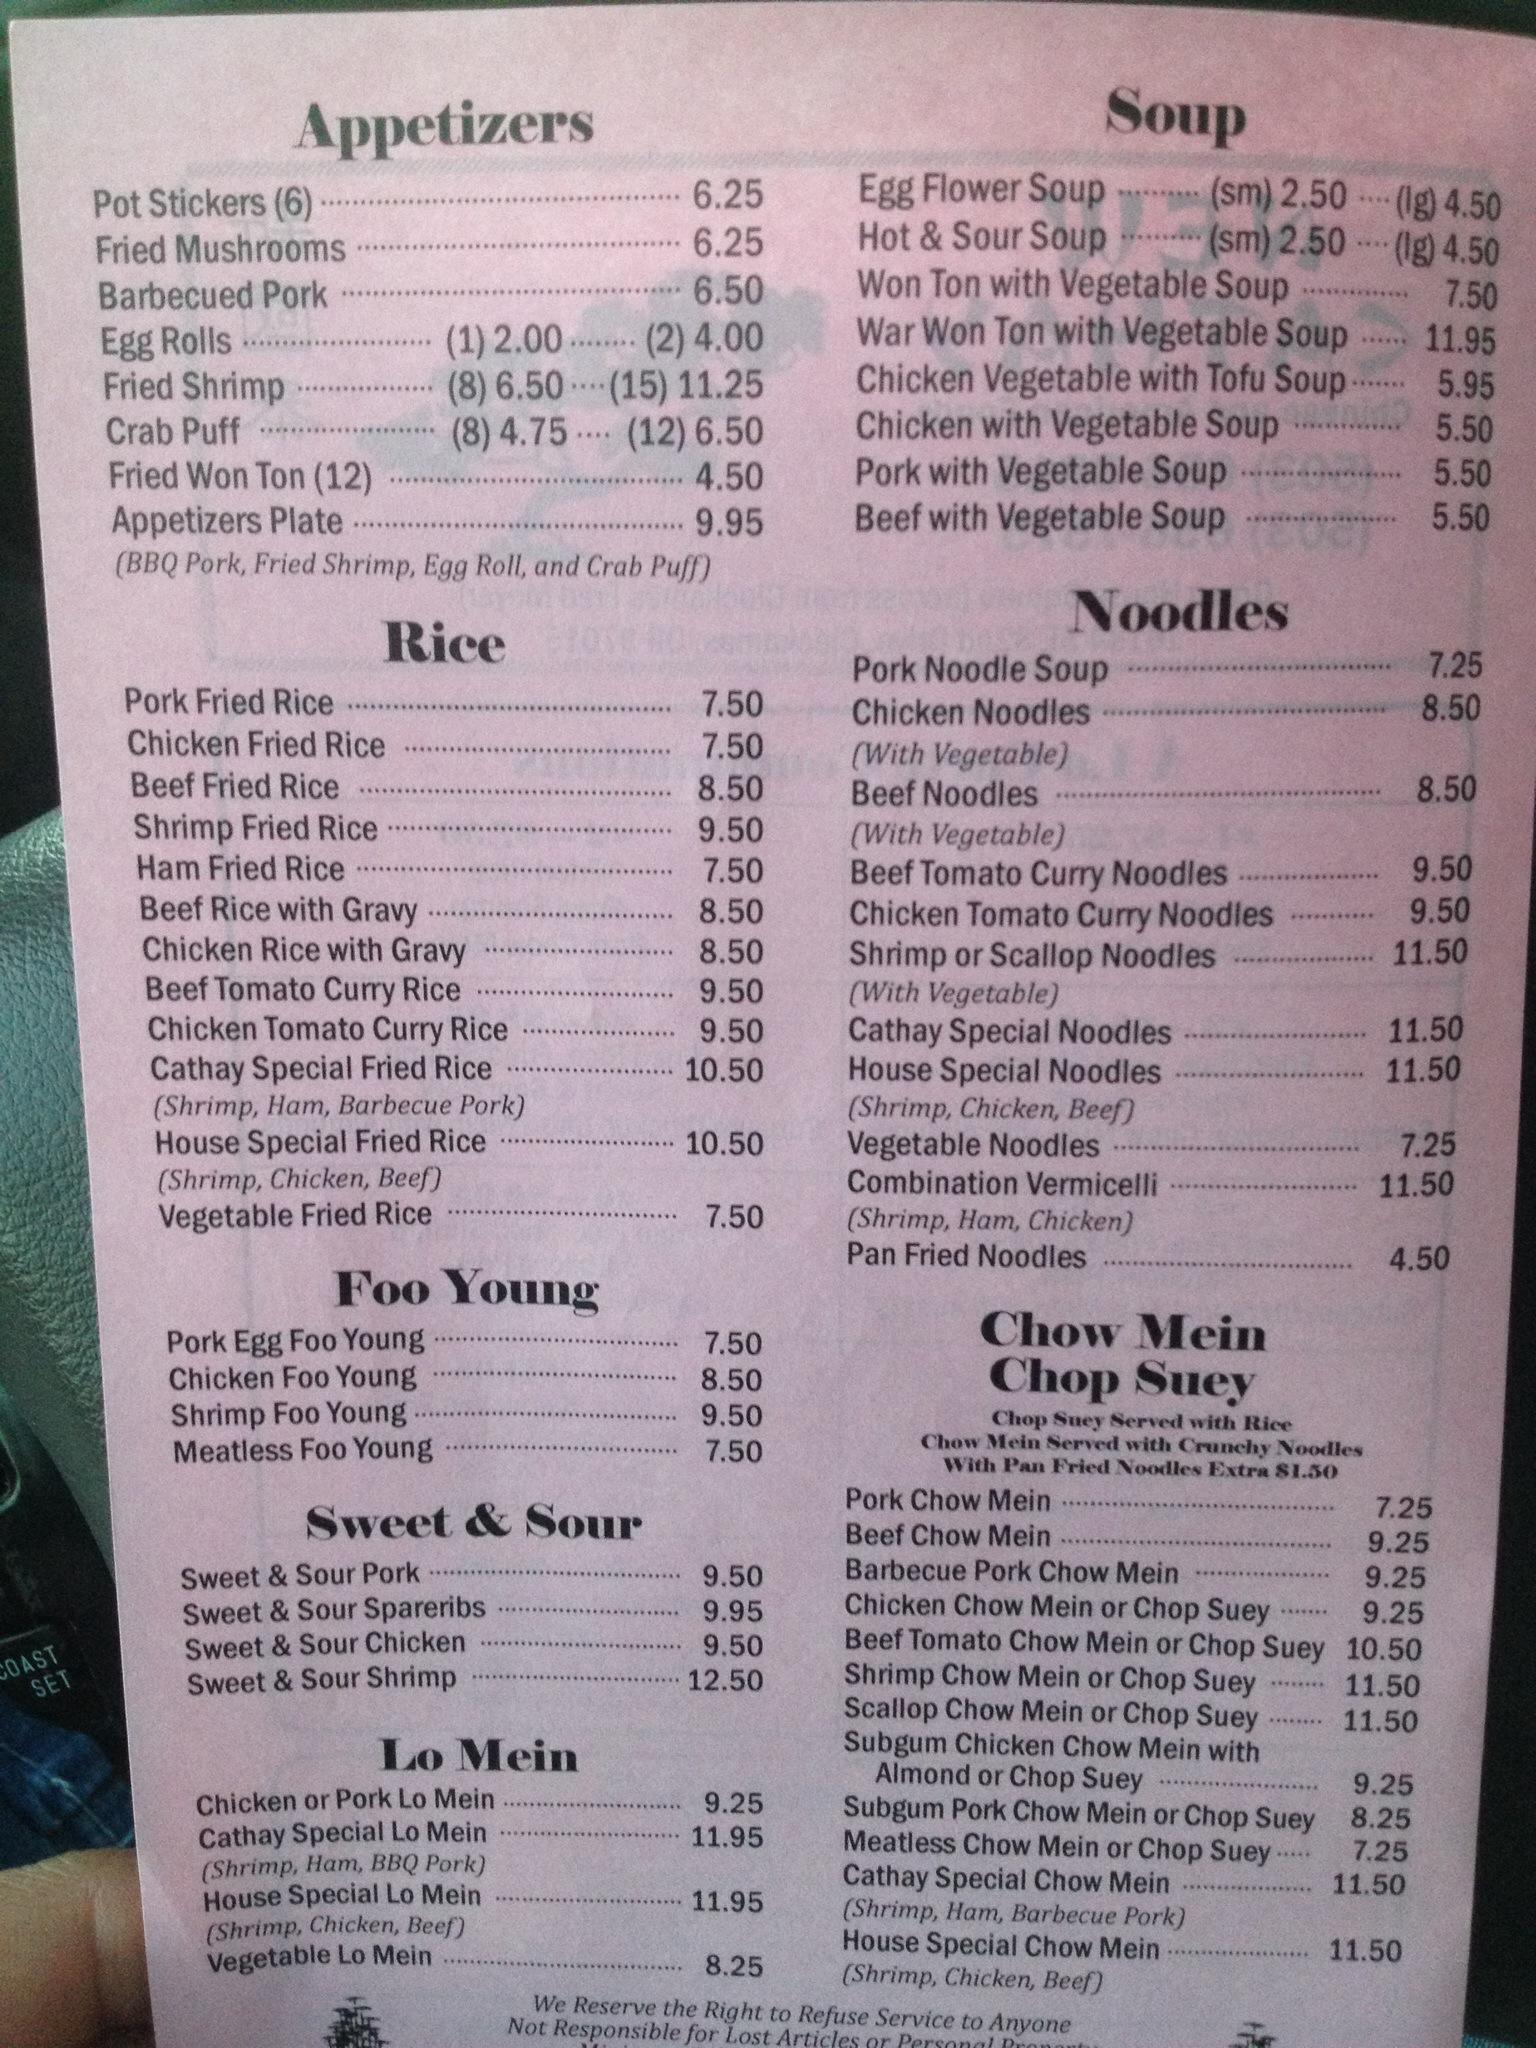 Appetizers
Pot Stickers (6) 6.25
Fried Mushrooms 6.25
Barbecued Pork 6.50
Egg Rolls (1) 2.00 (2) 4.00
Fried Shrimp (8) 6.50 (15) 11.25
Crab Puff (8) 4.75 (12) 6.50
Fried Won Ton (12) 4.50
Appetizers Plate 9.95
(BBQ Pork, Fried Shrimp, Egg Roll, and Crab Puff)
Rice
Pork Fried Rice 7.50
Chicken Fried Rice 7.50
Beef Fried Rice 8.50
Shrimp Fried Rice 9.50
Ham Fried Rice 7.50
Beef Rice with Gravy 8.50
Chicken Rice with Gravy 8.50
Beef Tomato Curry Rice 9.50
Chicken Tomato Curry Rice 9.50
Cathay Special Fried Rice 10.50
(Shrimp, Ham, Barbecue Pork)
House Special Fried Rice 10.50
(Shrimp, Chicken, Beef)
Vegetable Fried Rice 7.50
Foo Young
Pork Egg Foo Young 7.50
Chicken Foo Young 8.50
Shrimp Foo Young 9.50
Meatless Foo Young 7.50
Sweet & Sour
Sweet & Sour Pork 9.50
Sweet & Sour Spareribs 9.95
Sweet & Sour Chicken 9.50
Sweet & Sour Shrimp 12.50
Lo Mein
Chicken or Pork Lo Mein 9.25
Cathay Special Lo Mein 11.95
(Shrimp, Ham, BBQ Pork)
House Special Lo Mein 11.95
(Shrimp, Chicken, Beef)
Vegetable Lo Mein 8.25
Soup
Egg Flower Soup (sm) 2.50 (lg) 4.50
Hot & Sour Soup (sm) 2.50 (lg) 4.50
Won Ton with Vegetable Soup 7.50
War Won Ton with Vegetable Soup 11.95
Chicken Vegetable with Tofu Soup 5.95
Chicken with Vegetable Soup 5.50
Pork with Vegetable Soup 5.50
Beef with Vegetable Soup 5.50
Noodles
Pork Noodle Soup 7.25
Chicken Noodles 8.50
(With Vegetable)
Beef Noodles 8.50
(With Vegetable)
Beef Tomato Curry Noodles 9.50
Chicken Tomato Curry Noodles 9.50
Shrimp or Scallop Noodles 11.50
(With Vegetable)
Cathay Special Noodles 11.50
House Special Noodles 11.50
(Shrimp, Chicken, Beef)
Vegetable Noodles 7.25
Combination Vermicelli 11.50
(Shrimp, Ham, Chicken)
Pan Fried Noodles 4.50
Chow Mein
Chop Suey
Chop Suey Served with Rice
Chow Mein Served with Crunchy Noodles
With Pan Fried Noodles Extra $1.50
Pork Chow Mein 7.25
Beef Chow Mein 9.25
Barbecue Pork Chow Mein 9.25
Chicken Chow Mein or Chop Suey 9.25
Beef Tomato Chow Mein or Chop Suey 10.50
Shrimp Chow Mein or Chop Suey 11.50
Scallop Chow Mein or Chop Suey 11.50
Subgum Chicken Chow Mein with
Almond or Chop Suey 9.25
Subgum Pork Chow Mein or Chop Suey 8.25
Meatless Chow Mein or Chop Suey 7.25
Cathay Special Chow Mein 11.50
(Shrimp, Ham, Barbecue Pork)
House Special Chow Mein 11.50
(Shrimp, Chicken, Beef)
We Reserve the Right to Refuse Service to Anyone
Not Responsible for Lost Articles or Personal Property
COAST
SET